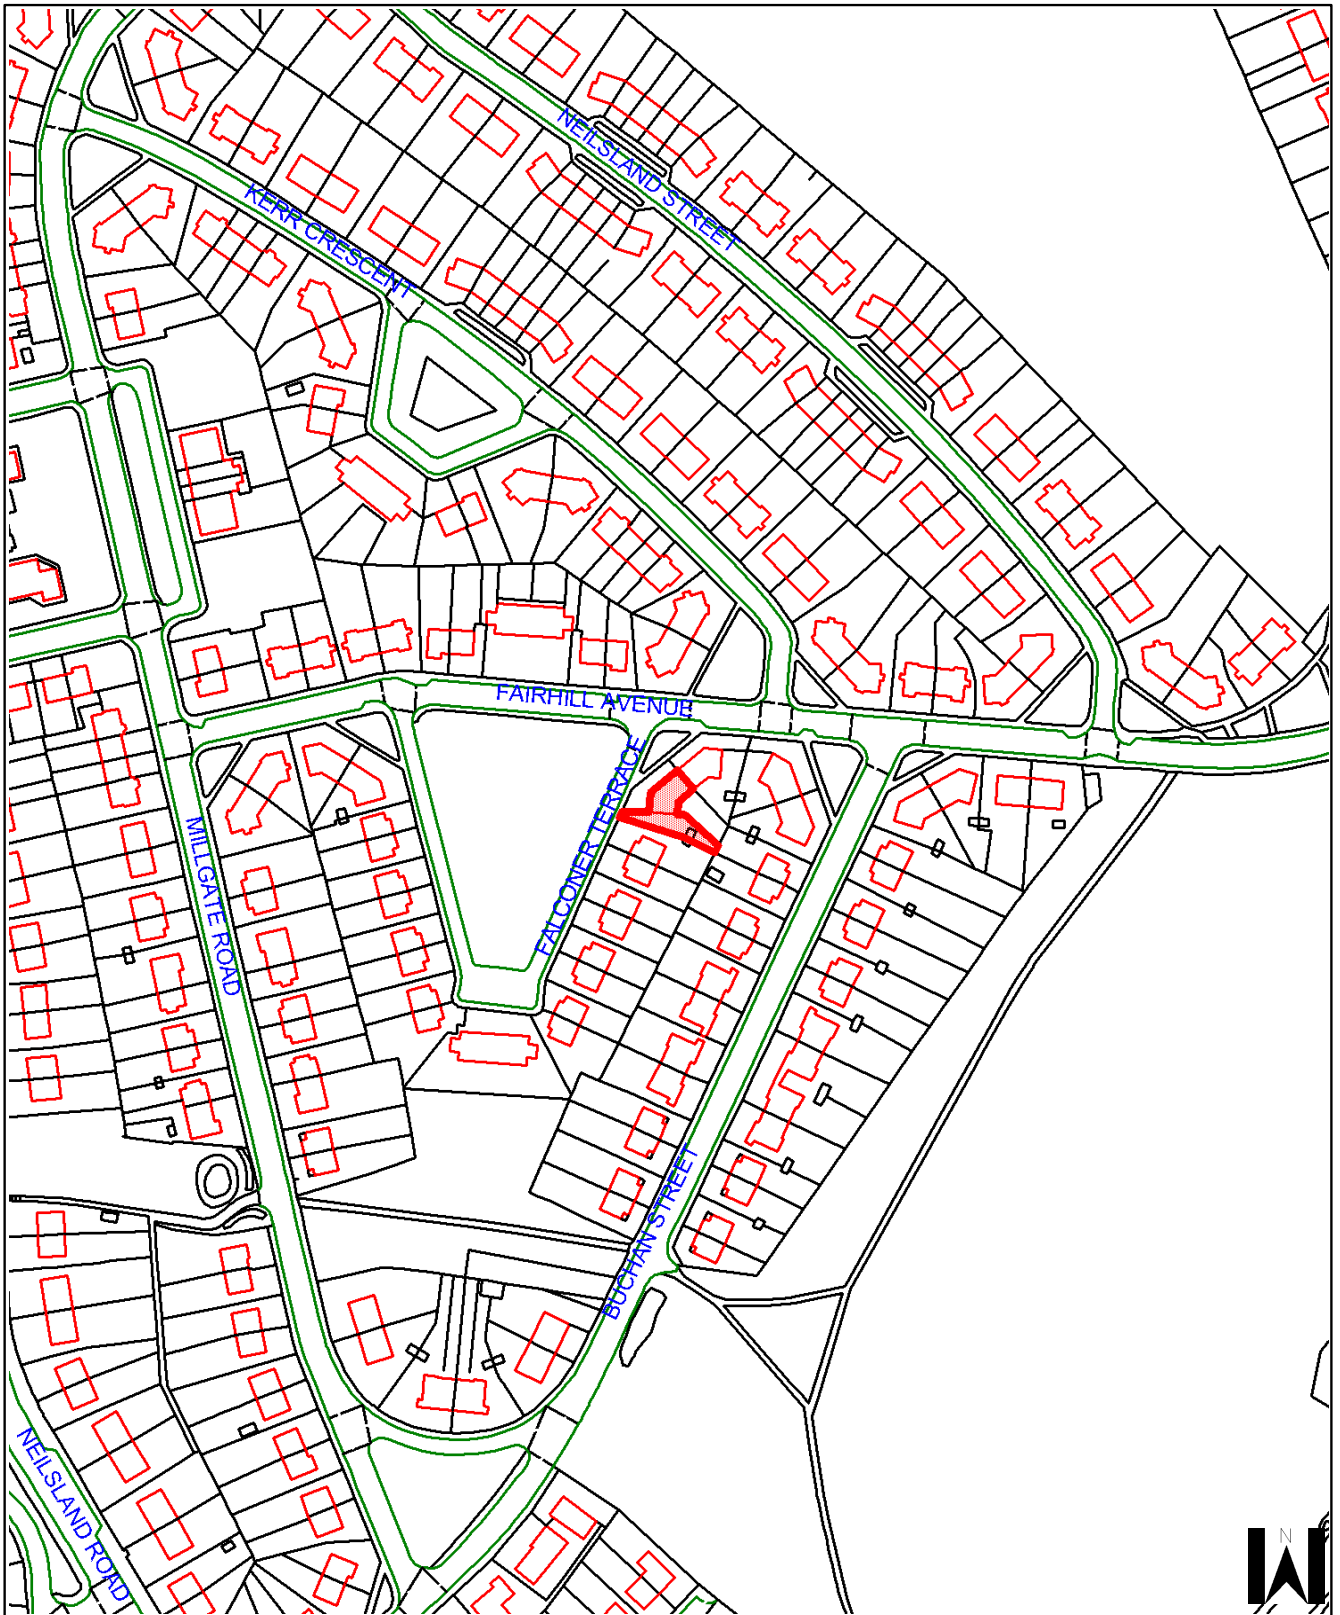 NEILSLAND STREET
KERR CRESCENT
FAIRHILL AVENUE
FALCONER TERRACE
MILLGATE ROAD
BUCHAN STREET
NEILSLAND ROAD
N